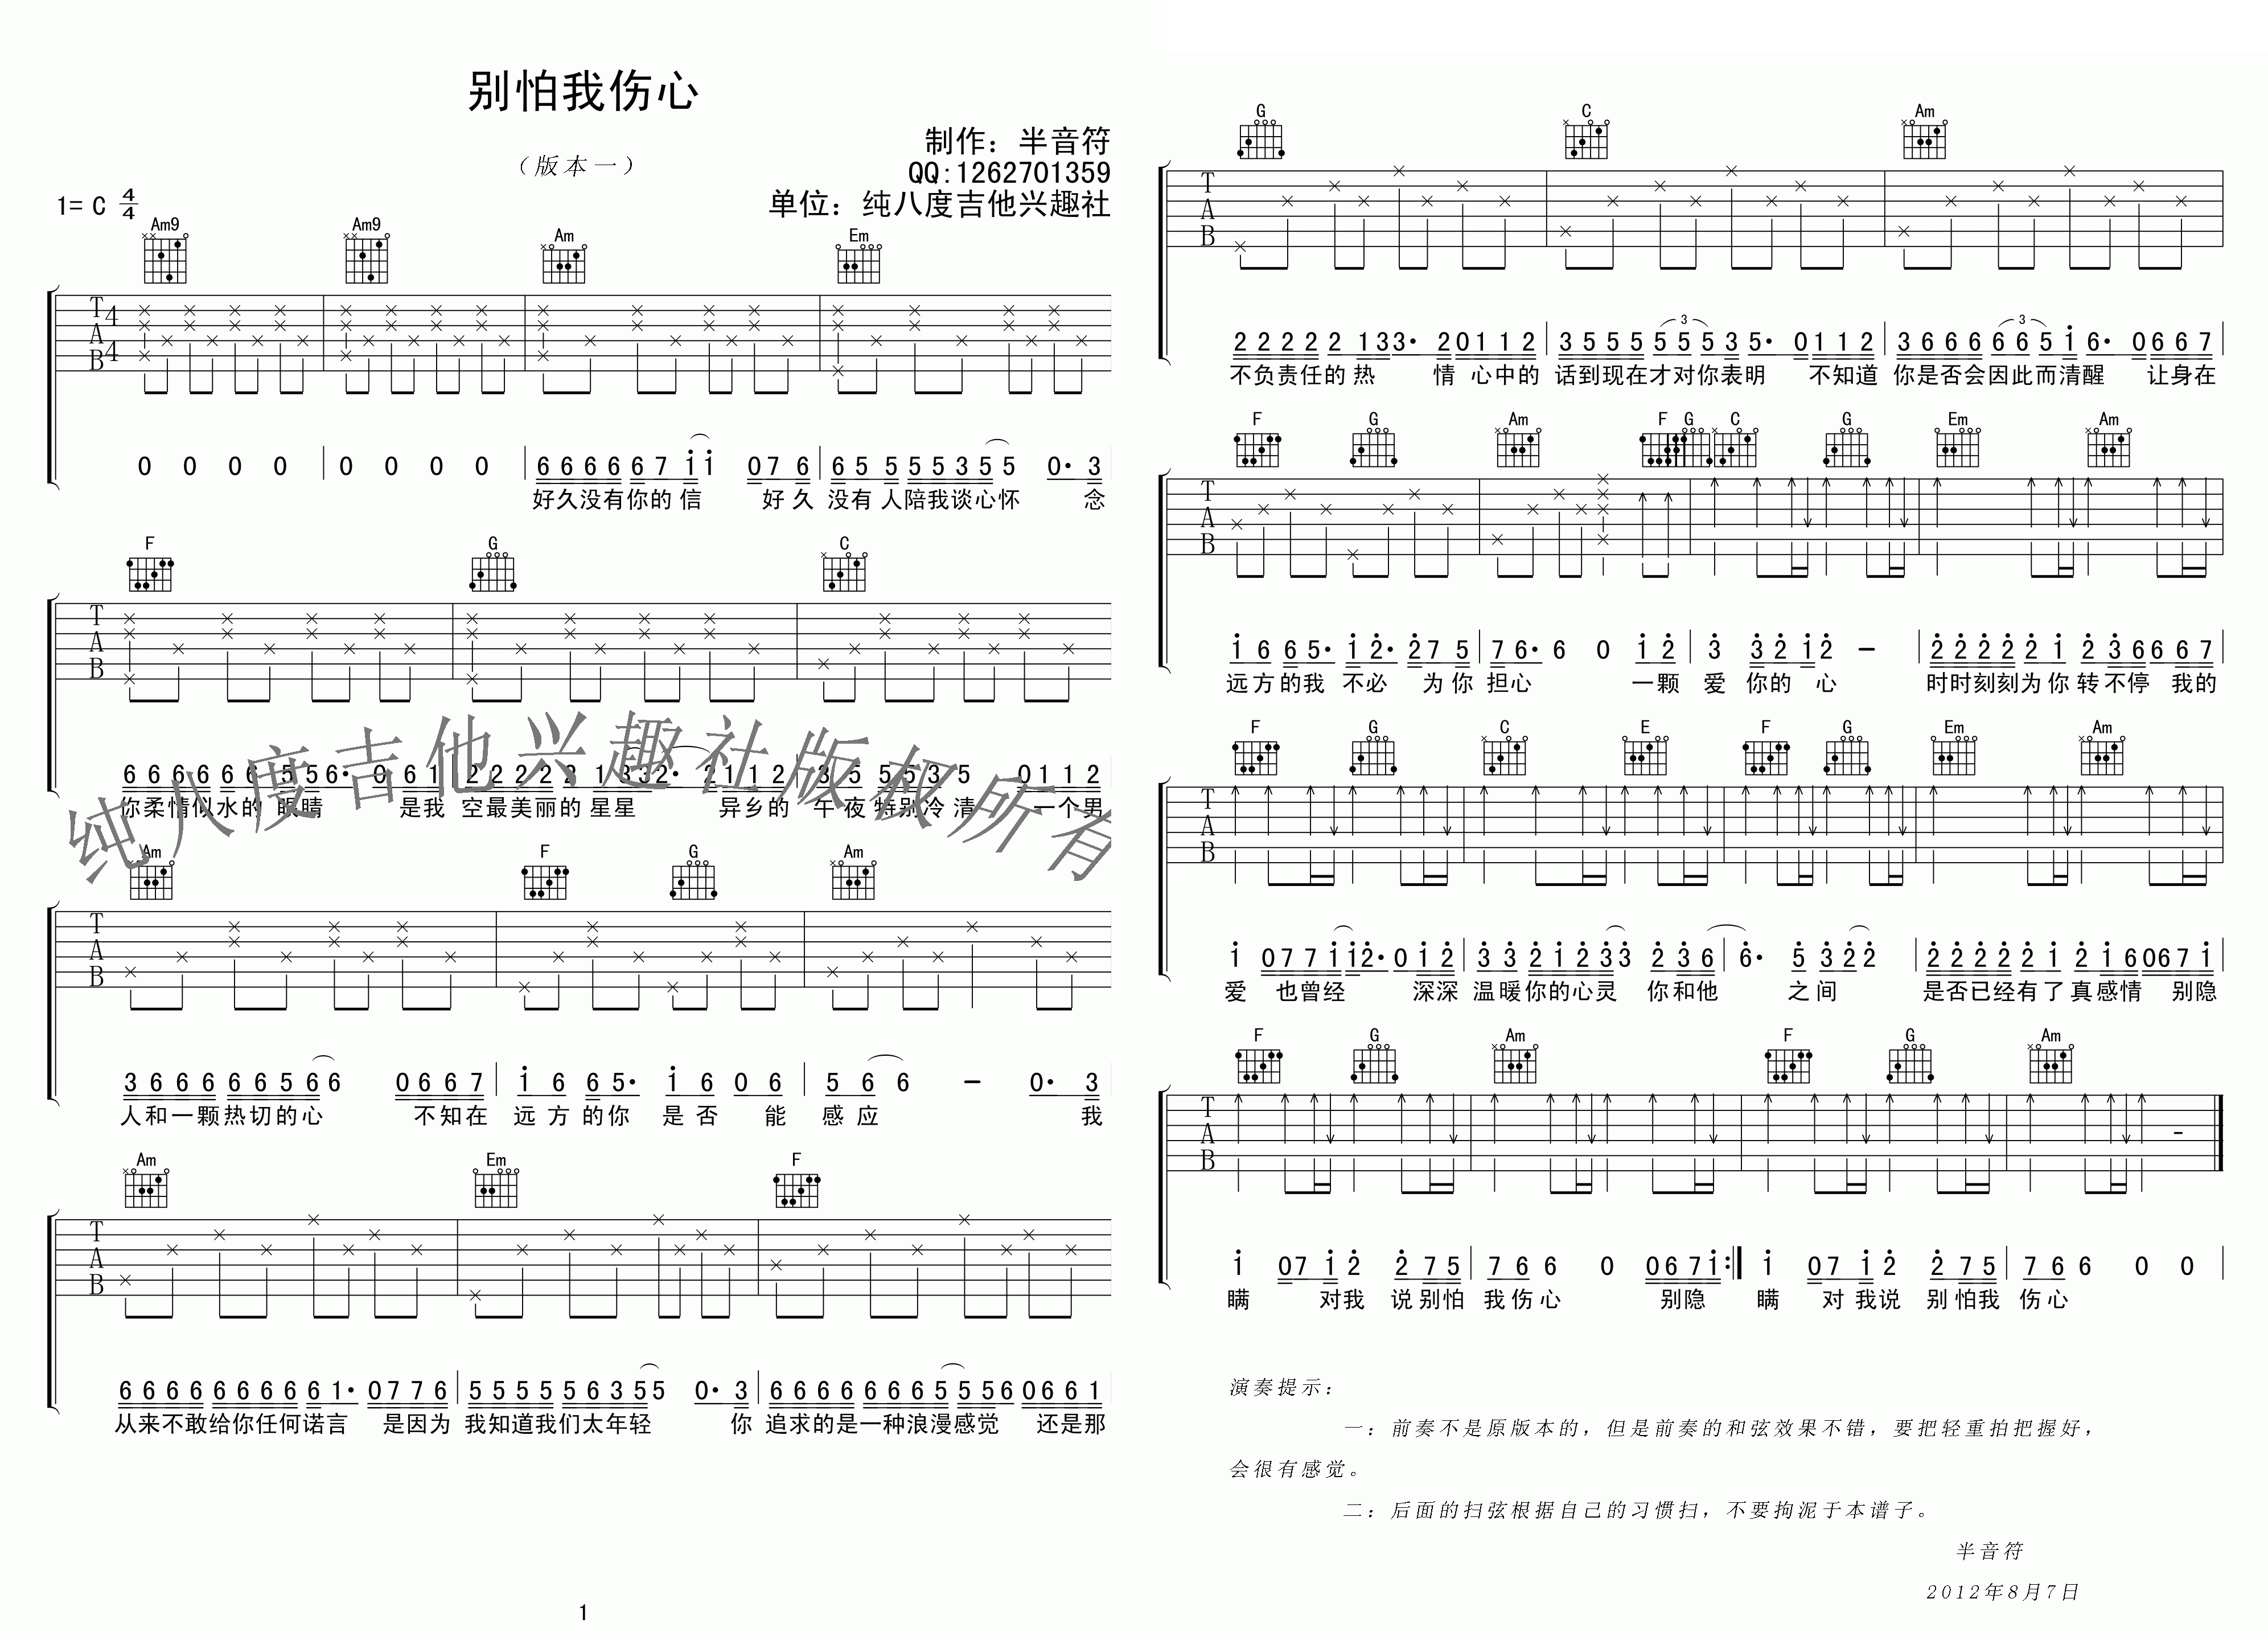 别怕我伤心
（版本一）
制作：半音符
QQ:1262701359
单位：纯八度吉他兴趣社
1= C 4/4
Am9 Am9 Am Em
0 0 0 0 | 0 0 0 0 | 6 6 6 6 6 7 i i 0 7 6 | 6 5 5 5 5 3 5 5 0· 3
好久没有你的信 好久 没有人陪我谈心怀 念
F G C
6 6 6 6 6 6 5 5 6· 0 6 1 2 2 2 2 2 1 3 3 2· 2 1 1 2 3 5 5 5 3 5 0 1 1 2
你柔情似水的 眼睛 是我 空最美丽的星星 异乡的 午夜特别冷清 一个男
纯八度吉他兴趣社版权所有
Am F G Am
3 6 6 6 6 6 5 6 6 0 6 6 7 | i 6 6 5· i 6 0 6 | 5 6 6 − 0· 3
人和一颗热切的心 不知在 远方的你 是否 能 感应 我
Am Em F
6 6 6 6 6 6 6 6 6 1· 0 7 7 6 | 5 5 5 5 5 6 3 5 5 0· 3 | 6 6 6 6 6 6 6 5 5 5 6 0 6 6 1
从来不敢给你任何诺言 是因为 我知道我们太年轻 你 追求的是一种浪漫感觉 还是那
1
G C Am
2 2 2 2 2 1 3 3· 2 0 1 1 2 | 3 5 5 5 5 5 5 3 5· 0 1 1 2 | 3 6 6 6 6 6 5 i 6· 0 6 6 7 |
不负责任的热 情 心中的 话到现在才对你表明 不知道 你是否会因此而清醒 让身在
F G Am F G C G Em Am
i 6 6 5· i 2· 2 7 5 | 7 6· 6 0 i 2 | 3 3 2 i 2 − | 2 2 2 2 2 i 2 3 6 6 6 7 |
远方的我 不必 为你 担心 一颗 爱 你的 心 时时刻刻为你转不停 我的
F G C E F G Em Am
i 0 7 7 i i 2· 0 i 2 | 3 3 2 i 2 3 3 2 3 6 | 6· 5 3 2 2 | 2 2 2 2 2 i 2 i 6 0 6 7 i |
爱 也曾经 深深 温暖你的心灵 你和他 之间 是否已经有了真感情 别隐
F G Am F G Am
i 0 7 i 2 2 7 5 | 7 6 6 0 0 6 7 i :| i 0 7 i 2 2 7 5 | 7 6 6 0 0 |
瞒 对我 说别怕 我伤心 别隐 瞒 对我说 别怕我 伤心
演奏提示：
一：前奏不是原版本的，但是前奏的和弦效果不错，要把轻重拍把握好，
会很有感觉。
二：后面的扫弦根据自己的习惯扫，不要拘泥于本谱子。
半音符
2012年8月7日